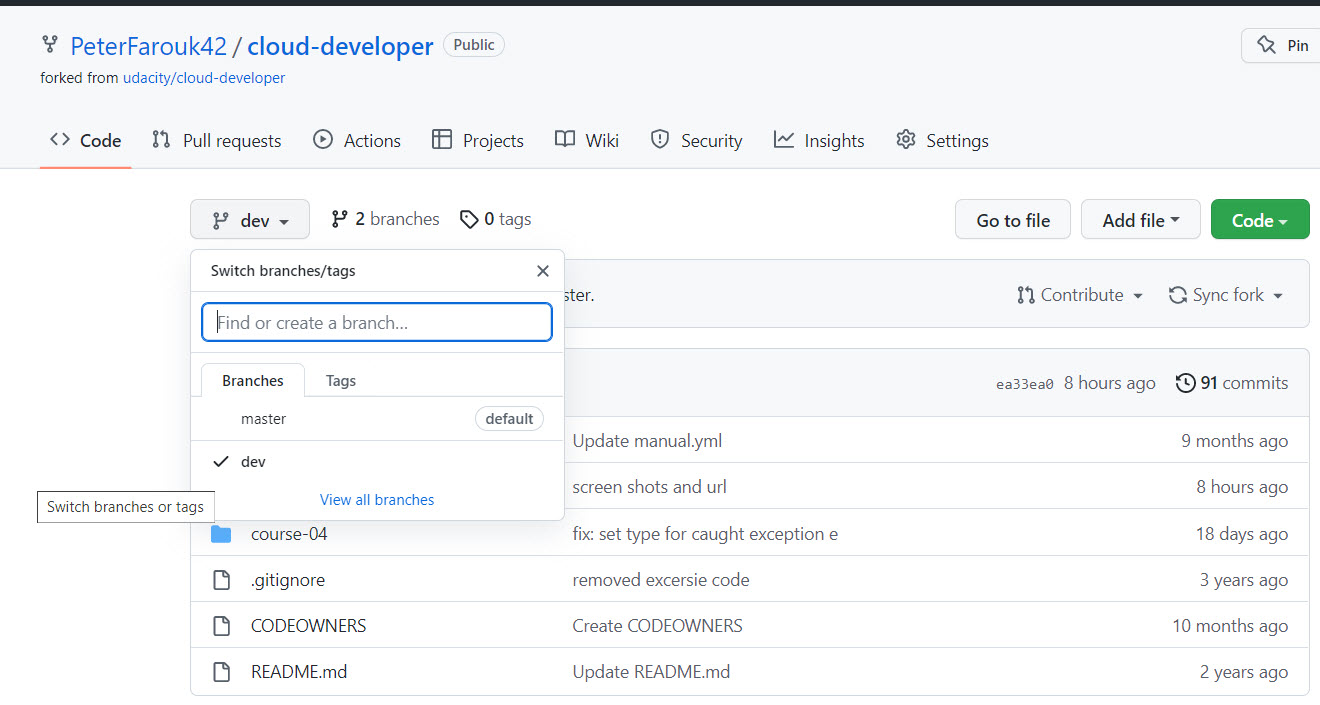 PeterFarouk42 / cloud-developer Public Pin
forked from udacity/cloud-developer
Code Pull requests Actions Projects Wiki Security Insights Settings
dev 2 branches 0 tags Go to file Add file Code
Switch branches/tags
ster. Contribute Sync fork
Find or create a branch...
Branches Tags
ea33ea0 8 hours ago 91 commits
master default
Update manual.yml 9 months ago
dev
screen shots and url 8 hours ago
View all branches
Switch branches or tags
course-04 fix: set type for caught exception e 18 days ago
.gitignore removed excersie code 3 years ago
CODEOWNERS Create CODEOWNERS 10 months ago
README.md Update README.md 2 years ago